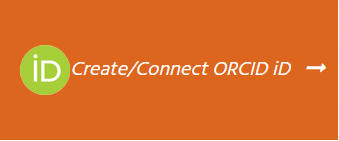 iD Create/Connect ORCID iD →